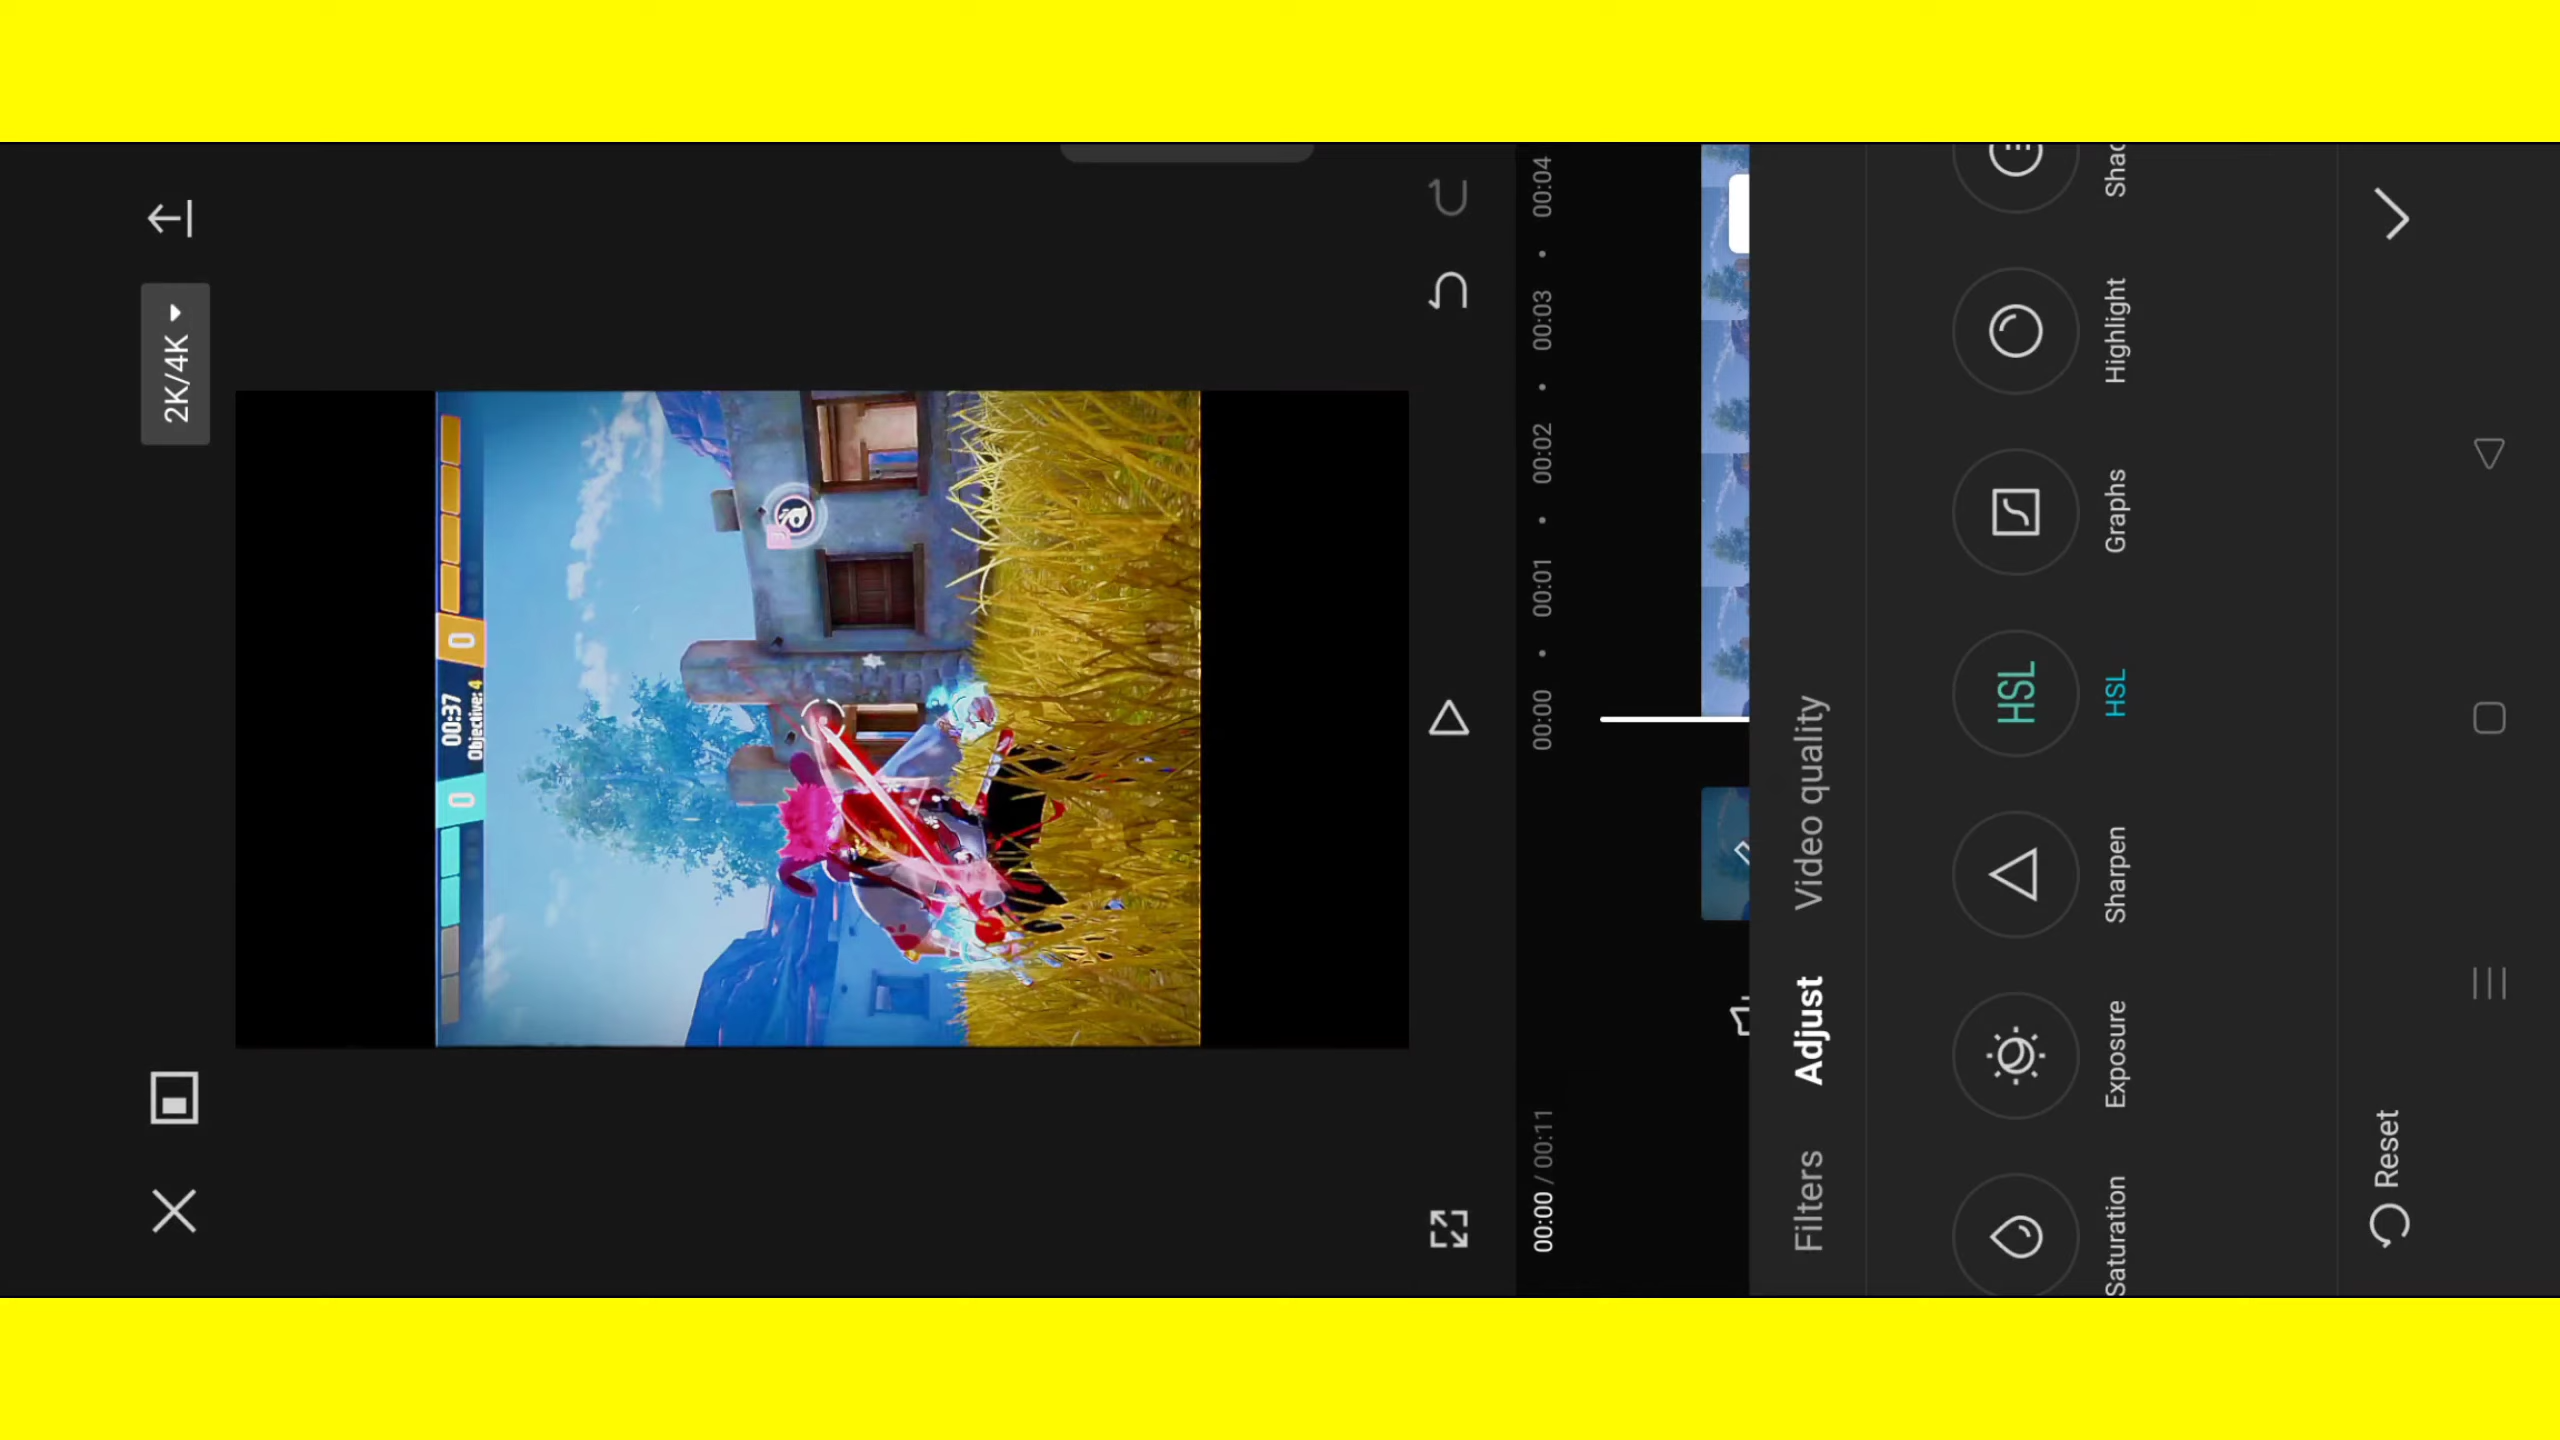 2K/4K
00:37
Objective: 4
0
0
00:00 / 00:11
00:00
00:01
00:02
00:03
00:04
Filters
Adjust
Video quality
Saturation
Exposure
Sharpen
HSL
HSL
Graphs
Highlight
Shad
Reset